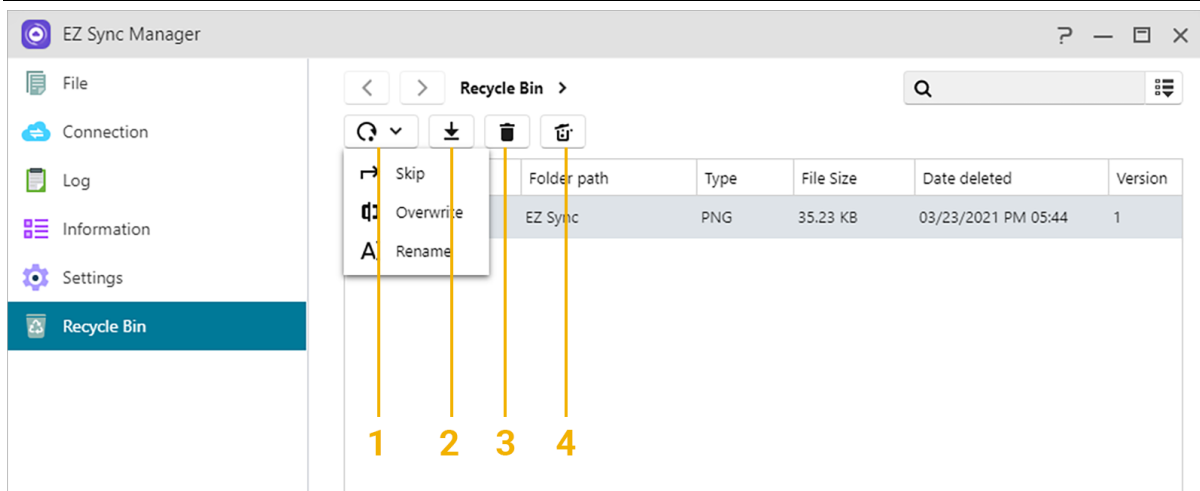 EZ Sync Manager
File
Connection
Log
Information
Settings
Recycle Bin
Recycle Bin
Skip
Overwrite
Rename
Folder path Type File Size Date deleted Version
EZ Sync PNG 35.23 KB 03/23/2021 PM 05:44 1
1 2 3 4